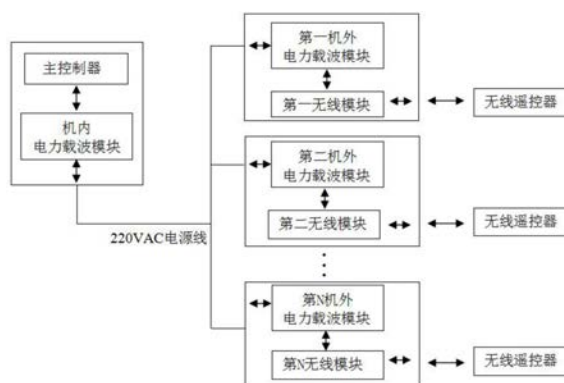 主控制器
机内
电力载波模块
220VAC电源线
第一机外
电力载波模块
第一无线模块
无线遥控器
第二机外
电力载波模块
第二无线模块
无线遥控器
第N机外
电力载波模块
第N无线模块
无线遥控器